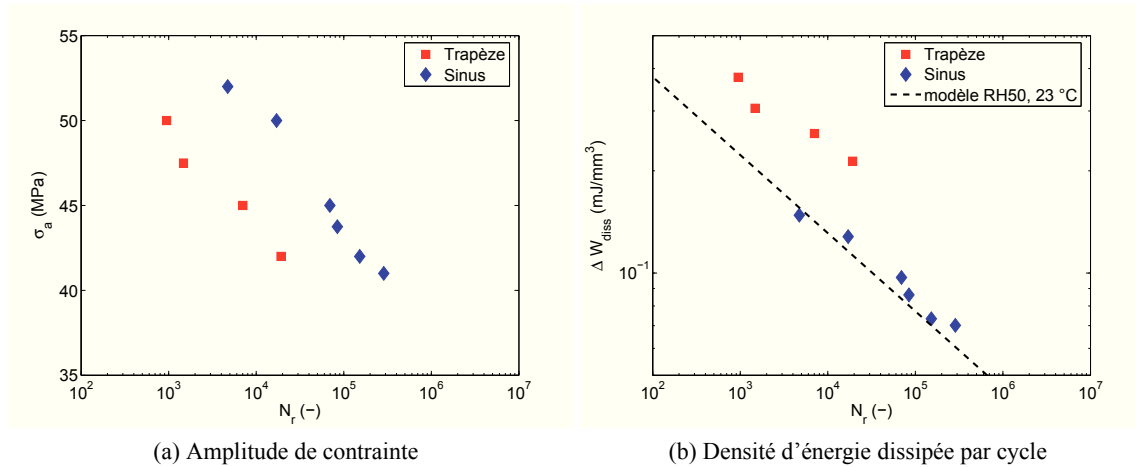 55
50
45
40
35
σa (MPa)
10² 10³ 10⁴ 10⁵ 10⁶ 10⁷
Nr (−)
Trapèze
Sinus
(a) Amplitude de contrainte
10⁻¹
Δ Wdiss (mJ/mm³)
10² 10³ 10⁴ 10⁵ 10⁶ 10⁷
Nr (−)
Trapèze
Sinus
modèle RH50, 23 °C
(b) Densité d’énergie dissipée par cycle